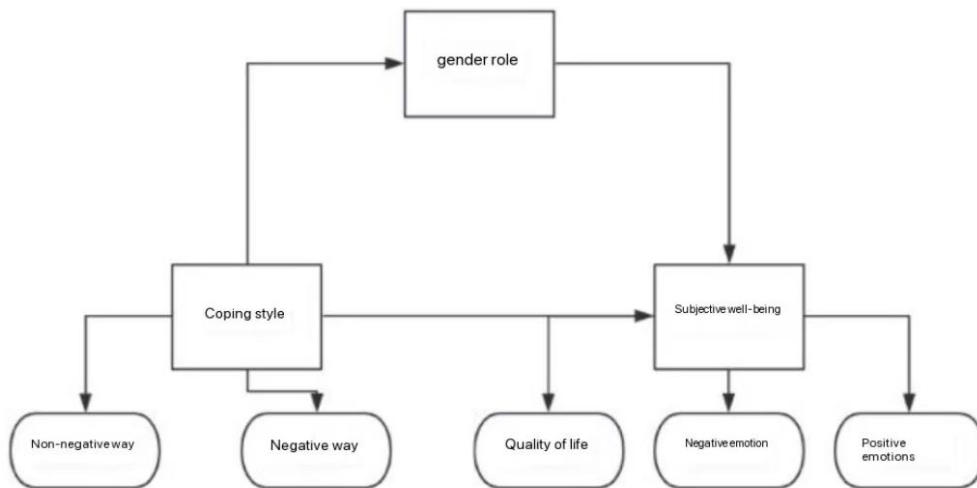 gender role
Coping style
Subjective well-being
Non-negative way
Negative way
Quality of life
Negative emotion
Positive
emotions